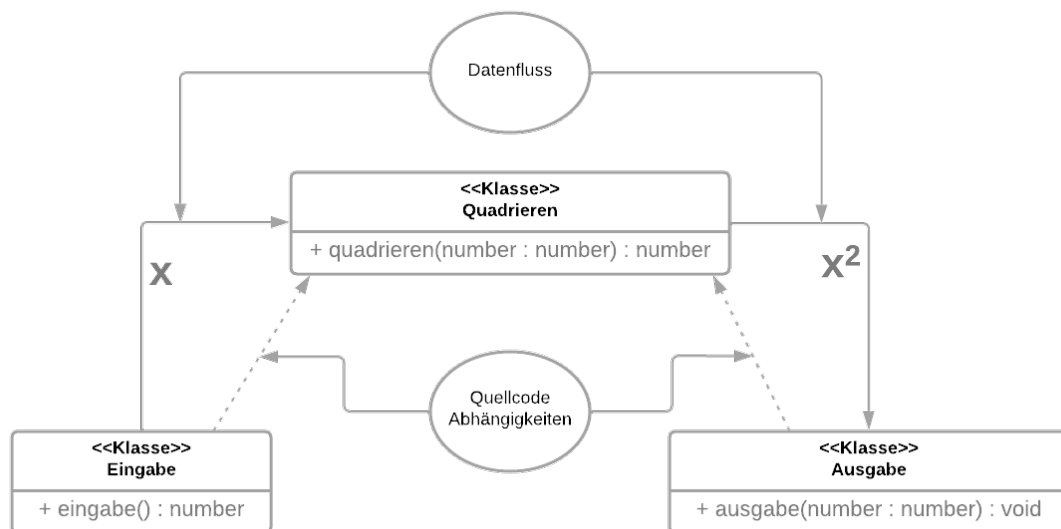 Datenfluss
<<Klasse>>
Quadrieren
+ quadrieren(number : number) : number
x
x²
Quellcode
Abhängigkeiten
<<Klasse>>
Eingabe
+ eingabe() : number
<<Klasse>>
Ausgabe
+ ausgabe(number : number) : void